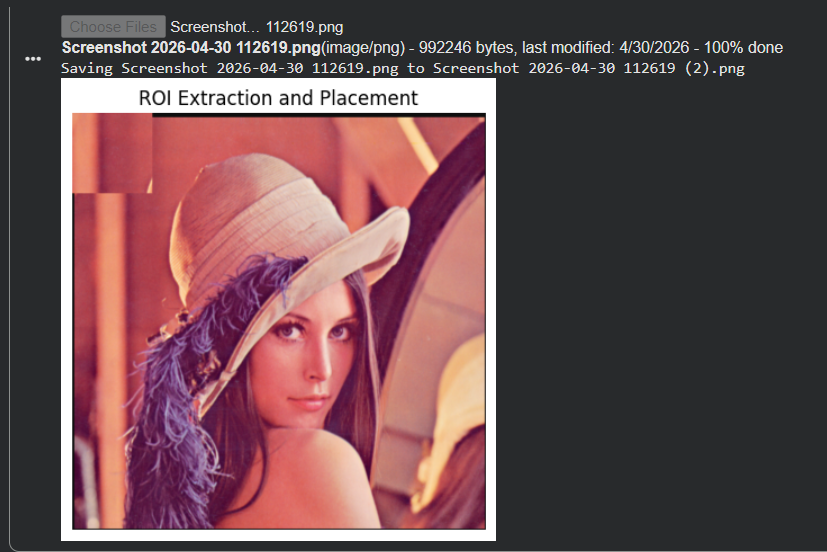 Choose Files Screenshot... 112619.png
Screenshot 2026-04-30 112619.png(image/png) - 992246 bytes, last modified: 4/30/2026 - 100% done
Saving Screenshot 2026-04-30 112619.png to Screenshot 2026-04-30 112619 (2).png
ROI Extraction and Placement